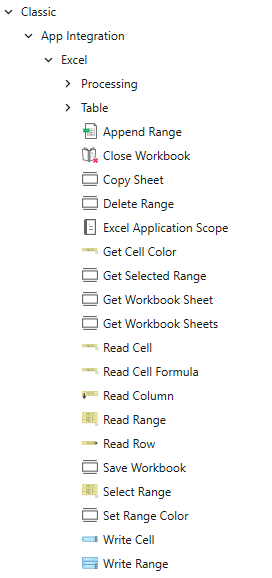 Classic
App Integration
Excel
Processing
Table
Append Range
Close Workbook
Copy Sheet
Delete Range
Excel Application Scope
Get Cell Color
Get Selected Range
Get Workbook Sheet
Get Workbook Sheets
Read Cell
Read Cell Formula
Read Column
Read Range
Read Row
Save Workbook
Select Range
Set Range Color
Write Cell
Write Range